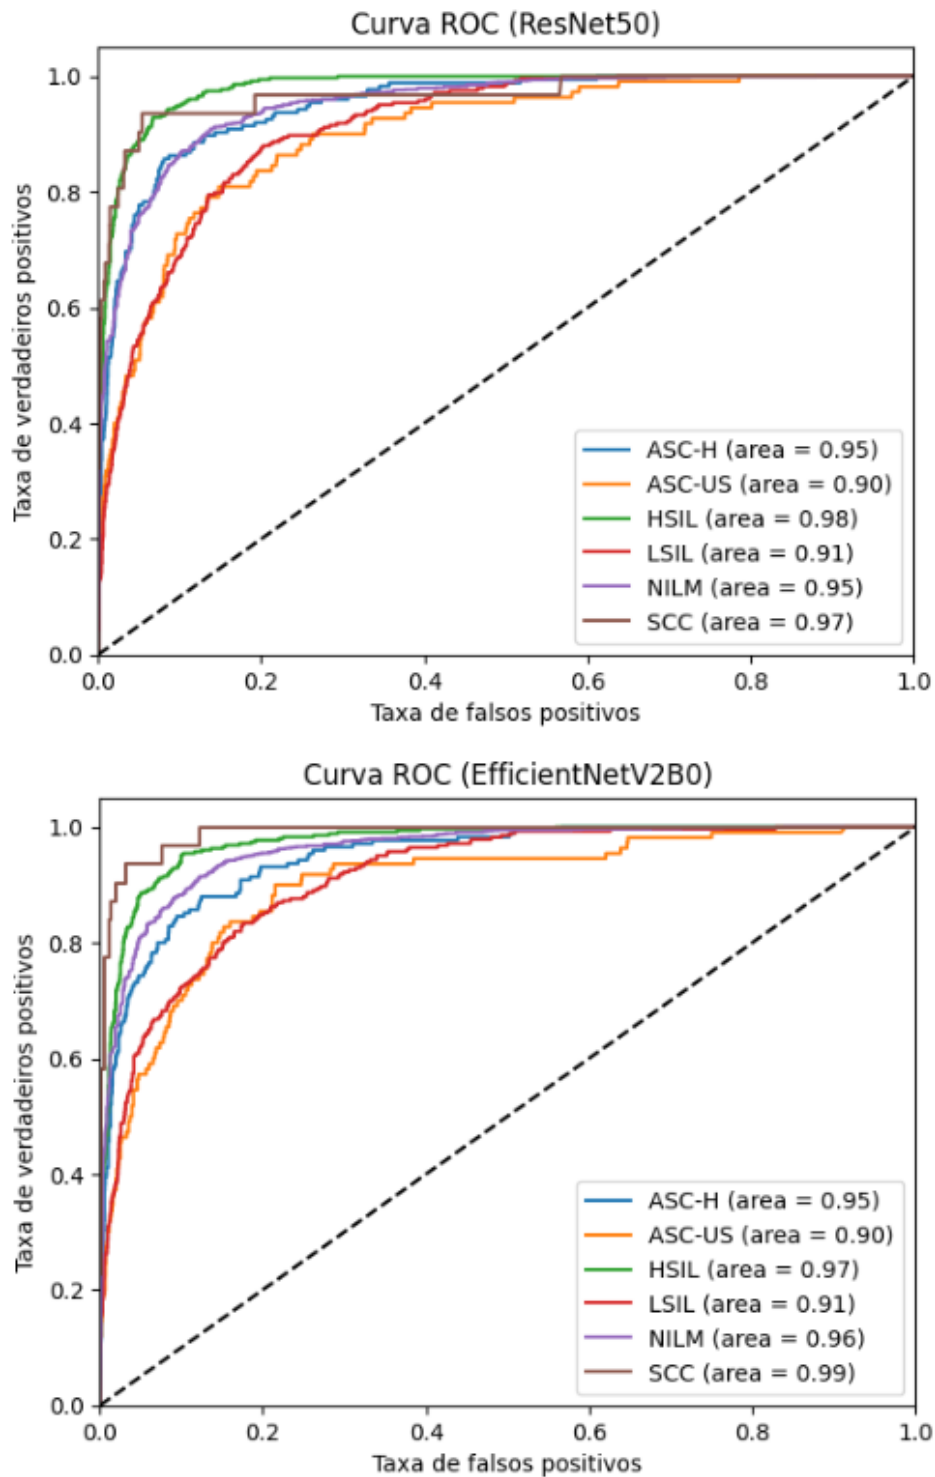 Curva ROC (ResNet50)
1.0
0.8
0.6
0.4
0.2
0.0
Taxa de verdadeiros positivos
ASC-H (area = 0.95)
ASC-US (area = 0.90)
HSIL (area = 0.98)
LSIL (area = 0.91)
NILM (area = 0.95)
SCC (area = 0.97)
0.0 0.2 0.4 0.6 0.8 1.0
Taxa de falsos positivos
Curva ROC (EfficientNetV2B0)
1.0
0.8
0.6
0.4
0.2
0.0
Taxa de verdadeiros positivos
ASC-H (area = 0.95)
ASC-US (area = 0.90)
HSIL (area = 0.97)
LSIL (area = 0.91)
NILM (area = 0.96)
SCC (area = 0.99)
0.0 0.2 0.4 0.6 0.8 1.0
Taxa de falsos positivos